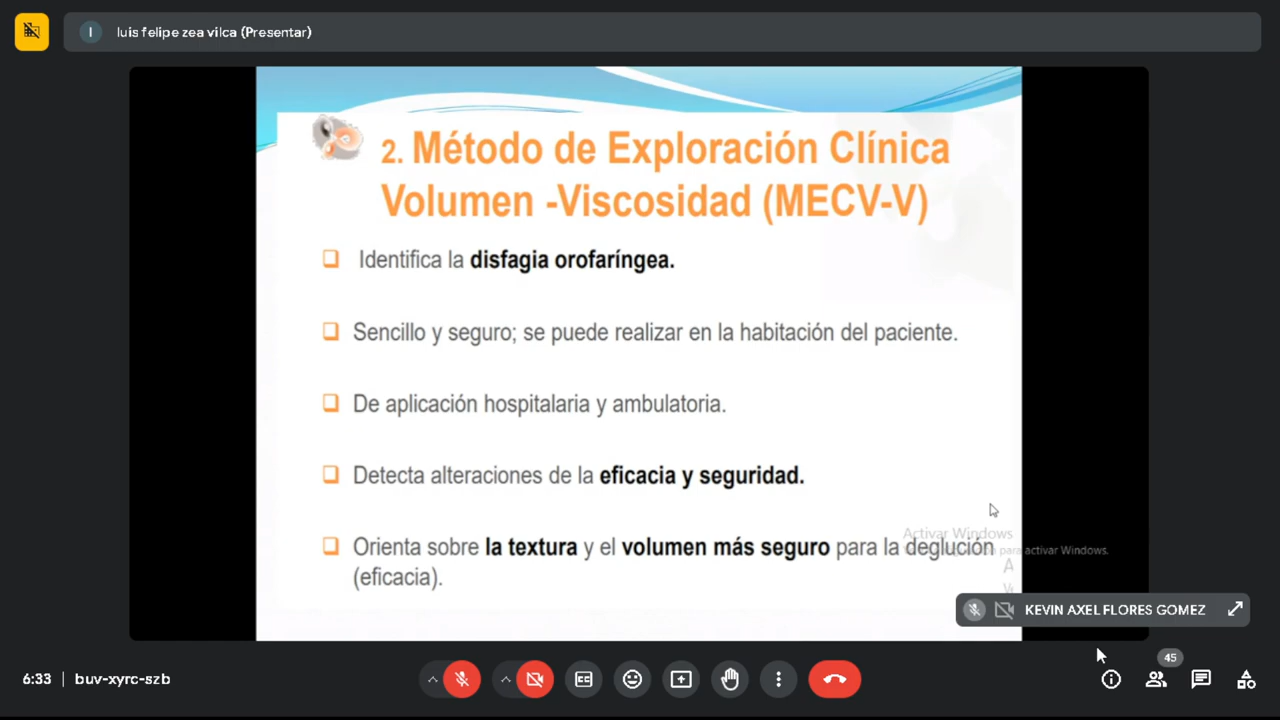 I luis felipe zea vilca (Presentar)
2. Método de Exploración Clínica
Volumen -Viscosidad (MECV-V)
Identifica la disfagia orofaríngea.
Sencillo y seguro; se puede realizar en la habitación del paciente.
De aplicación hospitalaria y ambulatoria.
Detecta alteraciones de la eficacia y seguridad.
Activar Windows
Orienta sobre la textura y el volumen más seguro para la deglución
para activar Windows.
(eficacia).
KEVIN AXEL FLORES GOMEZ
6:33 | buv-xyrc-szb
45